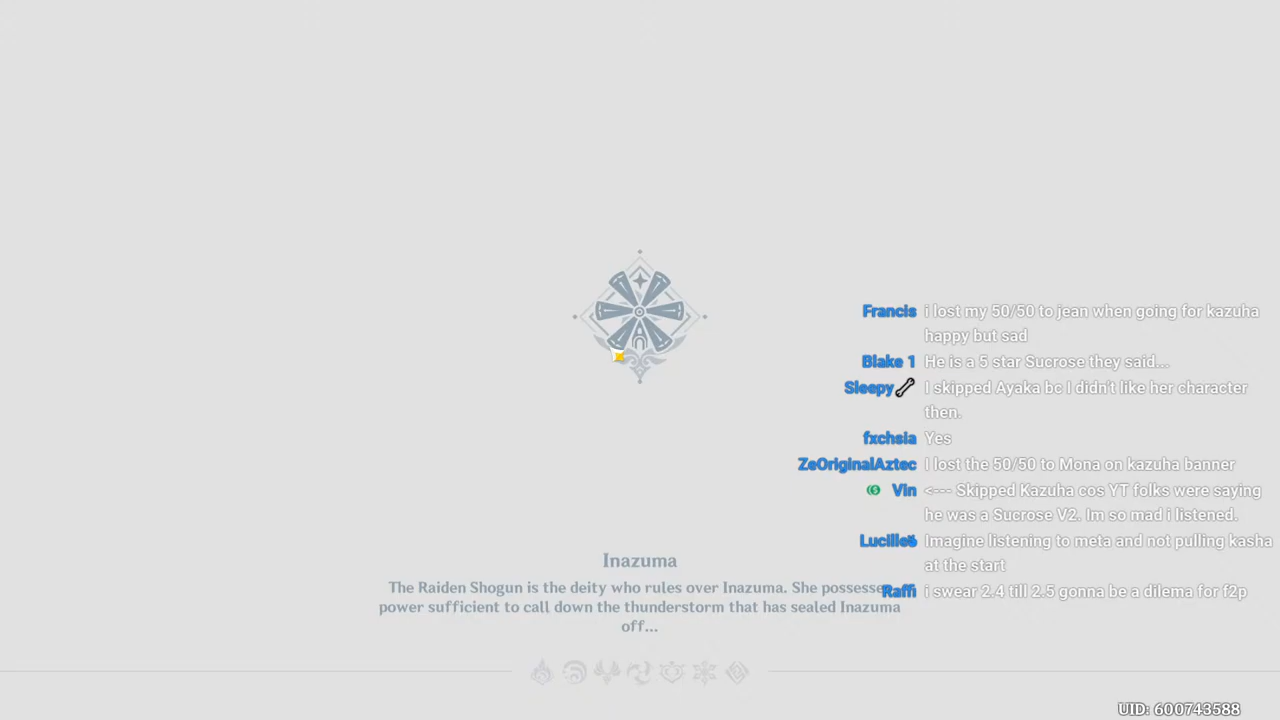 Francis i lost my 50/50 to jean when going for kazuha
happy but sad
Blake 1 He is a 5 star Sucrose they said...
Sleepy I skipped Ayaka bc I didn't like her character
then.
fxchsia Yes
ZeOriginalAztec I lost the 50/50 to Mona on kazuha banner
Vin <--- Skipped Kazuha cos YT folks were saying
he was a Sucrose V2. Im so mad i listened.
Imagine listening to meta and not pulling kasha
at the start
Raffi i swear 2.4 till 2.5 gonna be a dilema for f2p
Inazuma
The Raiden Shogun is the deity who rules over Inazuma. She possesses
power sufficient to call down the thunderstorm that has sealed Inazuma
off...
UID: 600743588